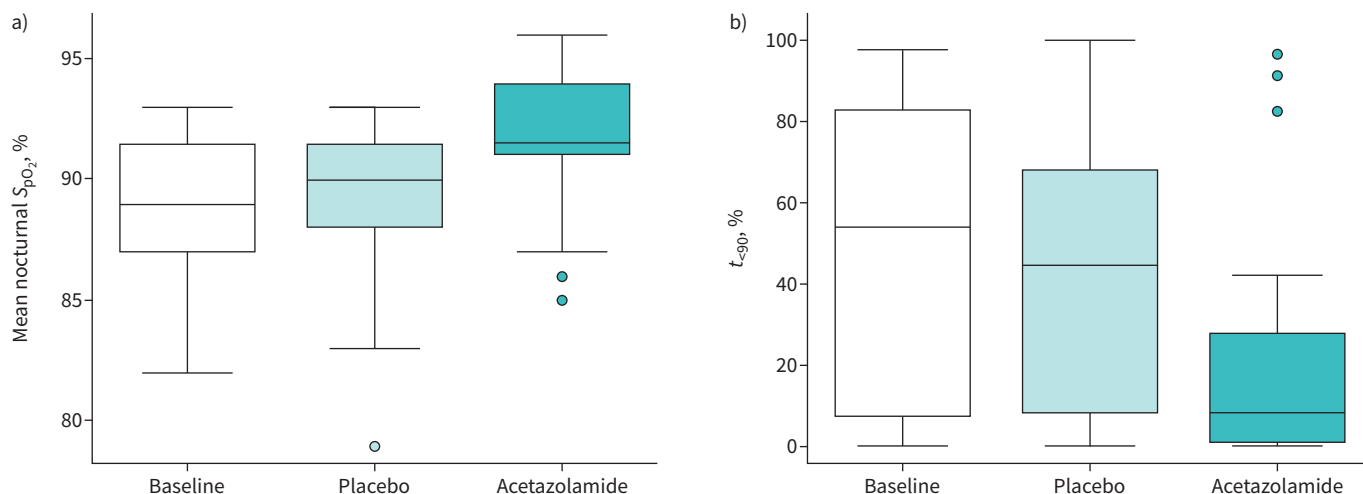 a)
Mean nocturnal SpO2, %
95
90
85
80
Baseline Placebo Acetazolamide
b)
t<90, %
100
80
60
40
20
0
Baseline Placebo Acetazolamide